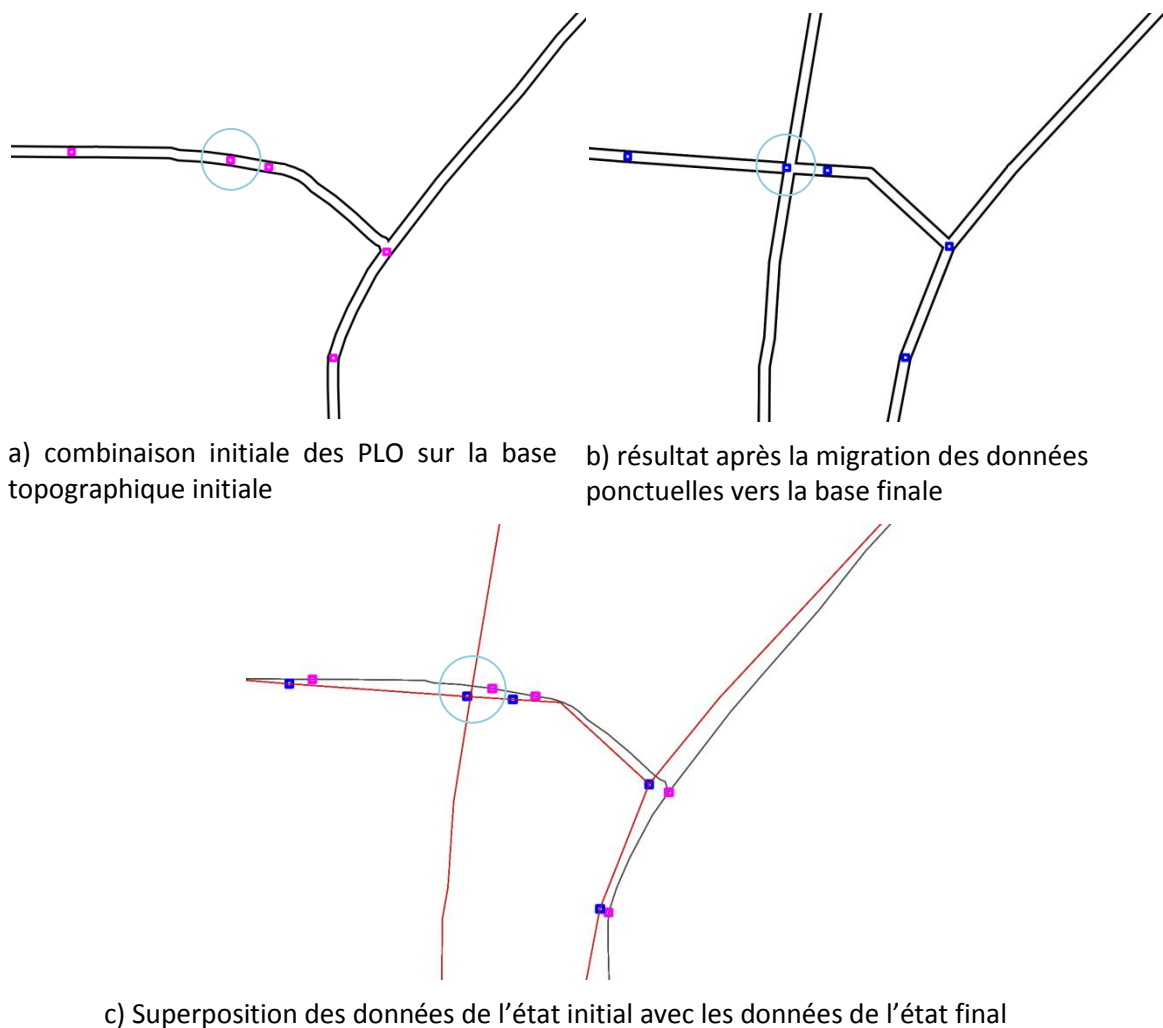 a) combinaison initiale des PLO sur la base
topographique initiale
b) résultat après la migration des données
ponctuelles vers la base finale
c) Superposition des données de l’état initial avec les données de l’état final